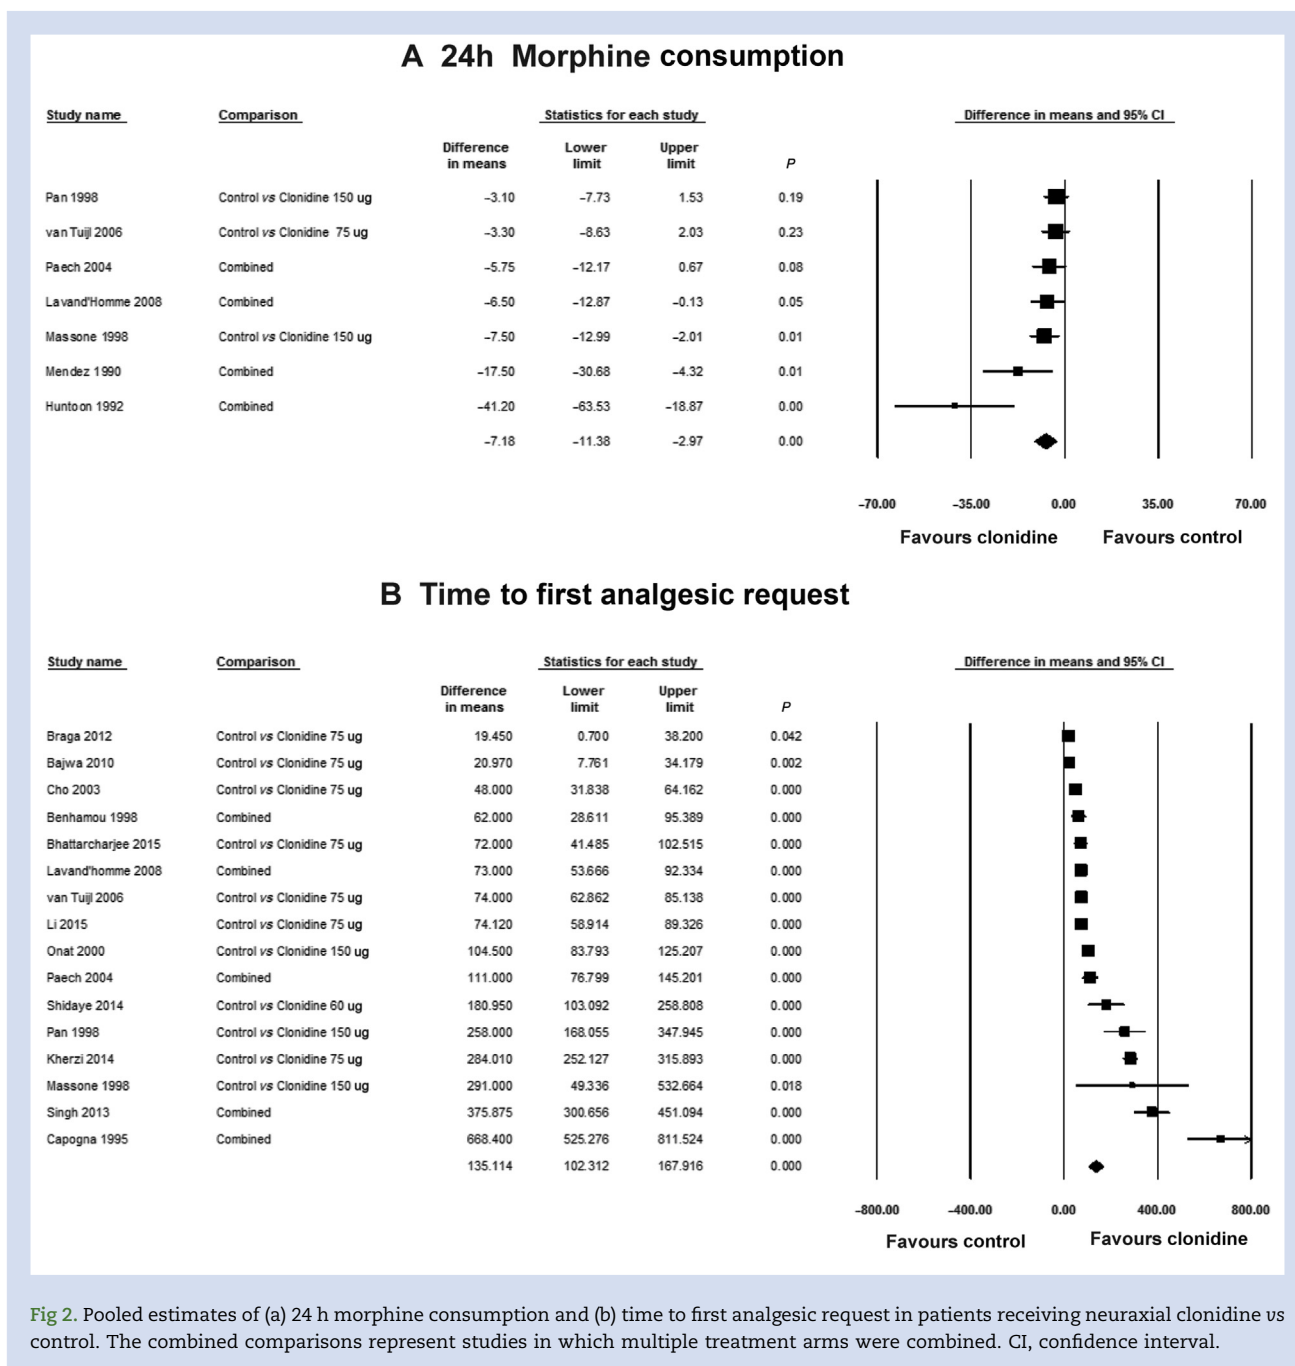 A 24h Morphine consumption
Study name Comparison Statistics for each study Difference in means and 95% CI
Difference in means Lower limit Upper limit P
Pan 1998 Control vs Clonidine 150 ug −3.10 −7.73 1.53 0.19
van Tuijl 2006 Control vs Clonidine 75 ug −3.30 −8.63 2.03 0.23
Paech 2004 Combined −5.75 −12.17 0.67 0.08
Lavand'Homme 2008 Combined −6.50 −12.87 −0.13 0.05
Massone 1998 Control vs Clonidine 150 ug −7.50 −12.99 −2.01 0.01
Mendez 1990 Combined −17.50 −30.68 −4.32 0.01
Huntoon 1992 Combined −41.20 −63.53 −18.87 0.00
−7.18 −11.38 −2.97 0.00
−70.00 −35.00 0.00 35.00 70.00
Favours clonidine Favours control
B Time to first analgesic request
Study name Comparison Statistics for each study Difference in means and 95% CI
Difference in means Lower limit Upper limit P
Braga 2012 Control vs Clonidine 75 ug 19.450 0.700 38.200 0.042
Bajwa 2010 Control vs Clonidine 75 ug 20.970 7.761 34.179 0.002
Cho 2003 Control vs Clonidine 75 ug 48.000 31.838 64.162 0.000
Benhamou 1998 Combined 62.000 28.611 95.389 0.000
Bhattarcharjee 2015 Control vs Clonidine 75 ug 72.000 41.485 102.515 0.000
Lavand'homme 2008 Combined 73.000 53.666 92.334 0.000
van Tuijl 2006 Control vs Clonidine 75 ug 74.000 62.862 85.138 0.000
Li 2015 Control vs Clonidine 75 ug 74.120 58.914 89.326 0.000
Onat 2000 Control vs Clonidine 150 ug 104.500 83.793 125.207 0.000
Paech 2004 Combined 111.000 76.799 145.201 0.000
Shidaye 2014 Control vs Clonidine 60 ug 180.950 103.092 258.808 0.000
Pan 1998 Control vs Clonidine 150 ug 258.000 168.055 347.945 0.000
Kherzi 2014 Control vs Clonidine 75 ug 284.010 252.127 315.893 0.000
Massone 1998 Control vs Clonidine 150 ug 291.000 49.336 532.664 0.018
Singh 2013 Combined 375.875 300.656 451.094 0.000
Capogna 1995 Combined 668.400 525.276 811.524 0.000
135.114 102.312 167.916 0.000
−800.00 −400.00 0.00 400.00 800.00
Favours control Favours clonidine
Fig 2. Pooled estimates of (a) 24 h morphine consumption and (b) time to first analgesic request in patients receiving neuraxial clonidine vs
control. The combined comparisons represent studies in which multiple treatment arms were combined. CI, confidence interval.